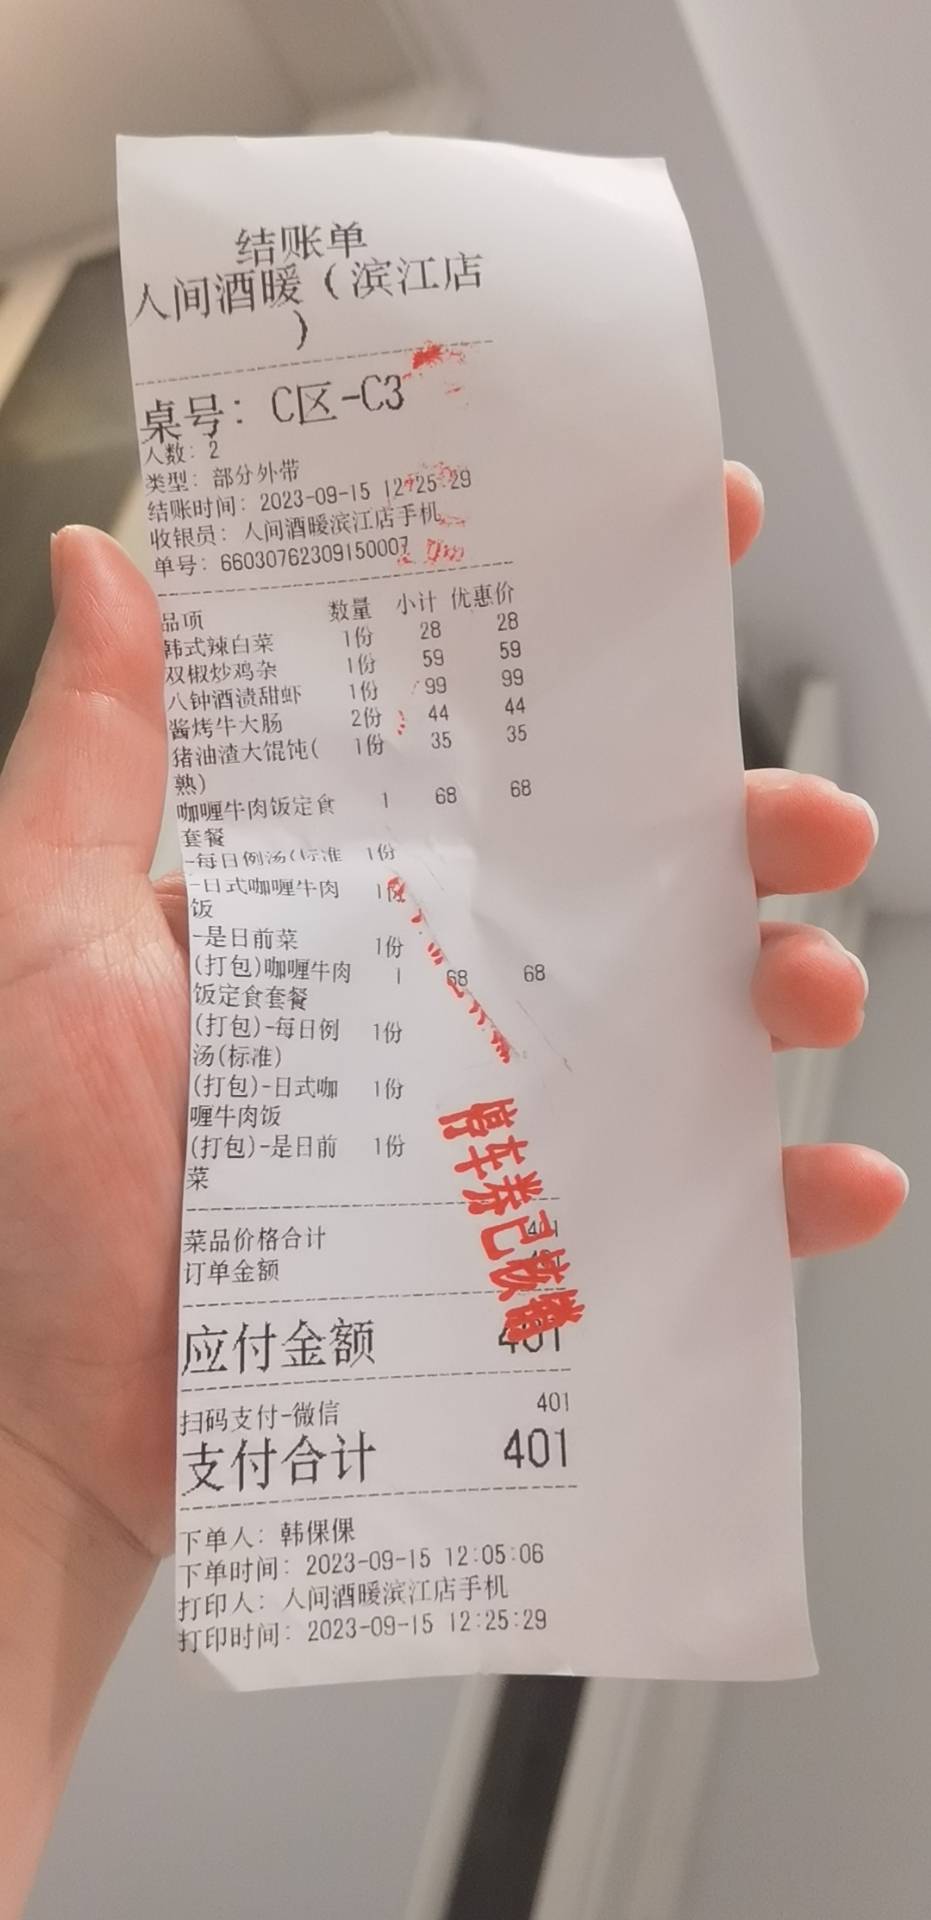 结账单
人间酒暖（滨江店
）
桌号：C区-C3
人数：2
类型：部分外带
结账时间：2023-09-15 12:25:29
收银员：人间酒暖滨江店手机
单号：66030762309150007
品项 数量 小计 优惠价
韩式辣白菜 1份 28 28
双椒炒鸡杂 1份 59 59
八钟酒渍甜虾 1份 99 99
酱烤牛大肠 2份 44 44
猪油渣大馄饨( 1份 35 35
熟)
咖喱牛肉饭定食 1 68 68
套餐
-每日例汤(标准 1份
-日式咖喱牛肉 1份
饭
-是日前菜 1份
(打包)咖喱牛肉 1 68 68
饭定食套餐
(打包)-每日例 1份
汤(标准)
(打包)-日式咖 1份
喱牛肉饭
(打包)-是日前 1份
菜
停车券已核销
菜品价格合计 401
订单金额 401
应付金额 401
扫码支付-微信 401
支付合计 401
下单人：韩倮倮
下单时间：2023-09-15 12:05:06
打印人：人间酒暖滨江店手机
打印时间：2023-09-15 12:25:29